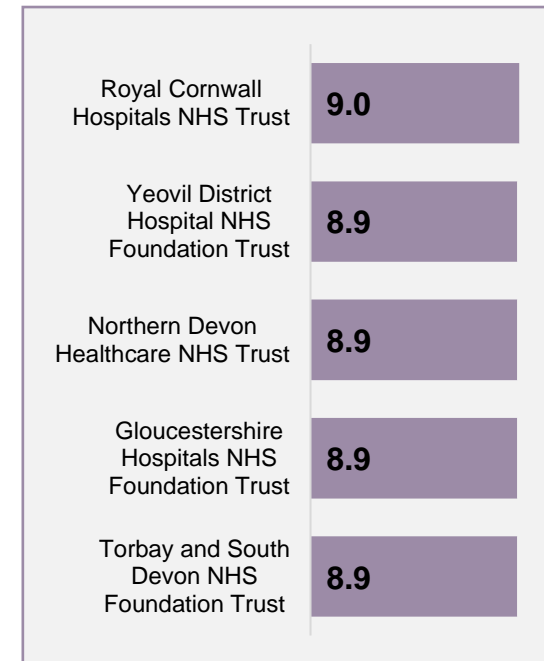 Royal Cornwall
Hospitals NHS Trust
9.0
Yeovil District
Hospital NHS
Foundation Trust
8.9
Northern Devon
Healthcare NHS Trust
8.9
Gloucestershire
Hospitals NHS
Foundation Trust
8.9
Torbay and South
Devon NHS
Foundation Trust
8.9